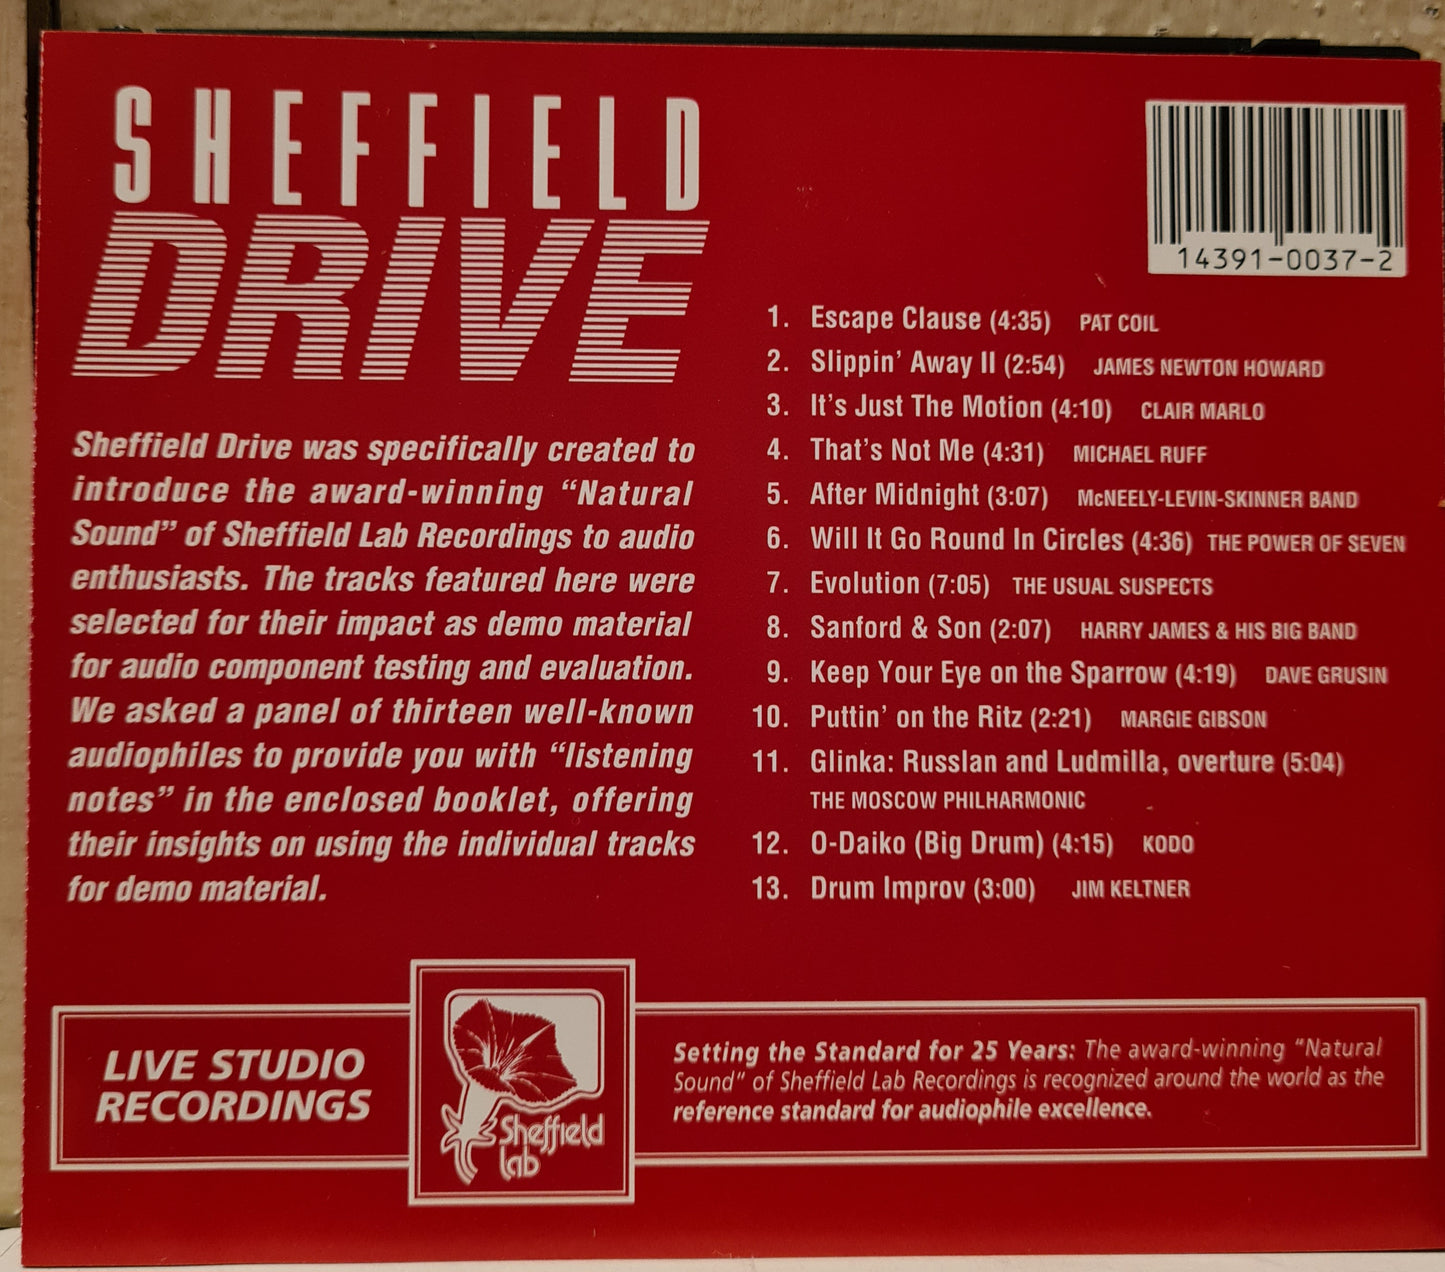 SHEFFIELD
DRIVE
Sheffield Drive was specifically created to
introduce the award-winning “Natural
Sound” of Sheffield Lab Recordings to audio
enthusiasts. The tracks featured here were
selected for their impact as demo material
for audio component testing and evaluation.
We asked a panel of thirteen well-known
audiophiles to provide you with “listening
notes” in the enclosed booklet, offering
their insights on using the individual tracks
for demo material.
14391-0037-2
1. Escape Clause (4:35) PAT COIL
2. Slippin’ Away II (2:54) JAMES NEWTON HOWARD
3. It’s Just The Motion (4:10) CLAIR MARLO
4. That’s Not Me (4:31) MICHAEL RUFF
5. After Midnight (3:07) McNEELY-LEVIN-SKINNER BAND
6. Will It Go Round In Circles (4:36) THE POWER OF SEVEN
7. Evolution (7:05) THE USUAL SUSPECTS
8. Sanford & Son (2:07) HARRY JAMES & HIS BIG BAND
9. Keep Your Eye on the Sparrow (4:19) DAVE GRUSIN
10. Puttin’ on the Ritz (2:21) MARGIE GIBSON
11. Glinka: Russlan and Ludmilla, overture (5:04)
THE MOSCOW PHILHARMONIC
12. O-Daiko (Big Drum) (4:15) KODO
13. Drum Improv (3:00) JIM KELTNER
LIVE STUDIO
RECORDINGS
Sheffield
lab
Setting the Standard for 25 Years: The award-winning “Natural
Sound” of Sheffield Lab Recordings is recognized around the world as the
reference standard for audiophile excellence.